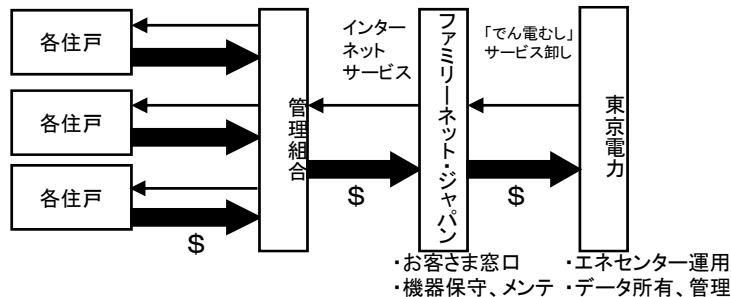 各住戸
各住戸
各住戸
$
管理組合
インター
ネット
サービス
$
ファミリーネット・ジャパン
「でん電むし」
サービス卸し
$
東京電力
・お客さま窓口
・機器保守、メンテ
・エネセンター運用
・データ所有、管理